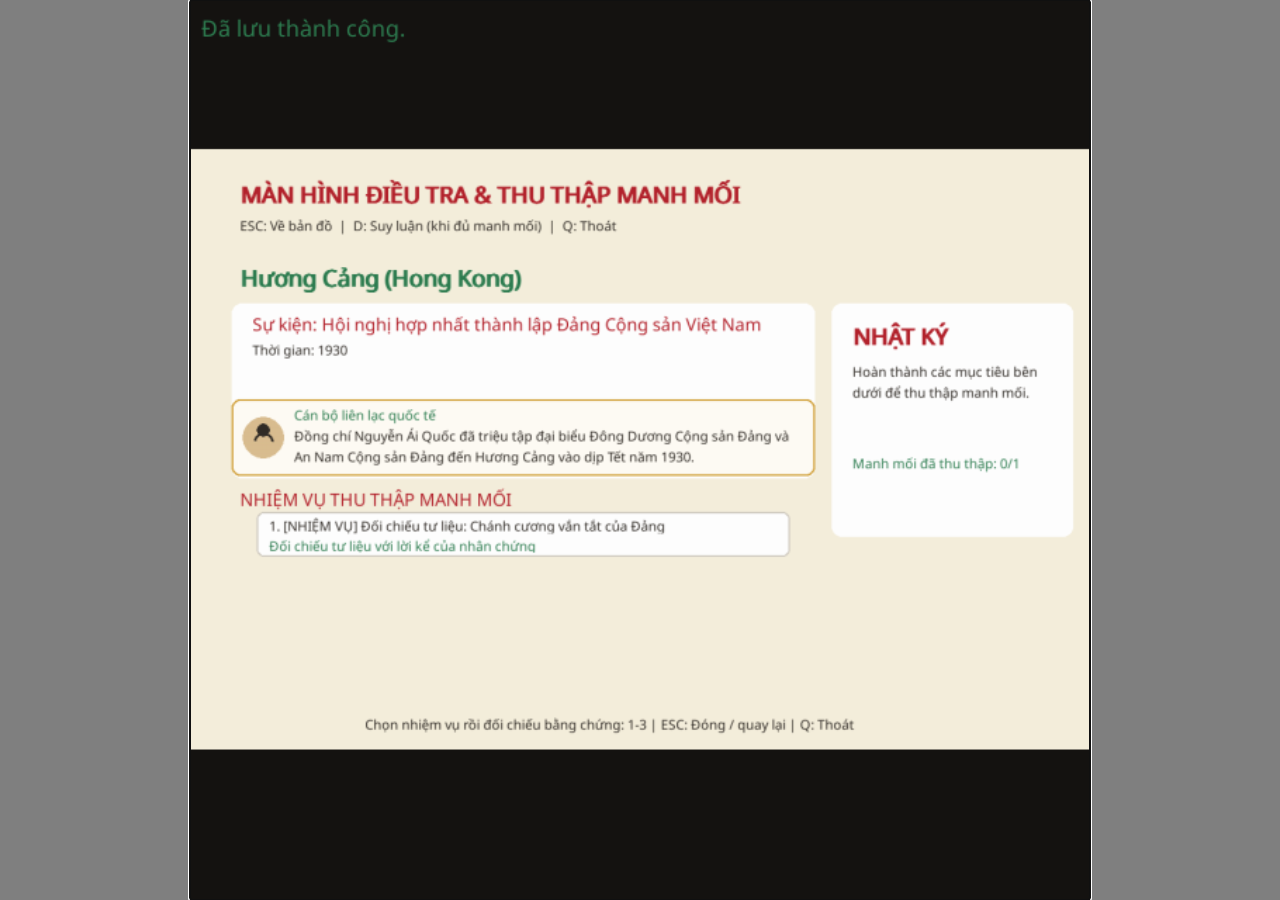 Đã lưu thành công.
MÀN HÌNH ĐIỀU TRA & THU THẬP MANH MỐI
ESC: Về bản đồ | D: Suy luận (khi đủ manh mối) | Q: Thoát
Hương Cảng (Hong Kong)
Sự kiện: Hội nghị hợp nhất thành lập Đảng Cộng sản Việt Nam
Thời gian: 1930
Cán bộ liên lạc quốc tế
Đồng chí Nguyễn Ái Quốc đã triệu tập đại biểu Đông Dương Cộng sản Đảng và
An Nam Cộng sản Đảng đến Hương Cảng vào dịp Tết năm 1930.
NHIỆM VỤ THU THẬP MANH MỐI
1. [NHIỆM VỤ] Đối chiếu tư liệu: Chánh cương vắn tắt của Đảng
Đối chiếu tư liệu với lời kể của nhân chứng
NHẬT KÝ
Hoàn thành các mục tiêu bên
dưới để thu thập manh mối.
Manh mối đã thu thập: 0/1
Chọn nhiệm vụ rồi đối chiếu bằng chứng: 1-3 | ESC: Đóng / quay lại | Q: Thoát